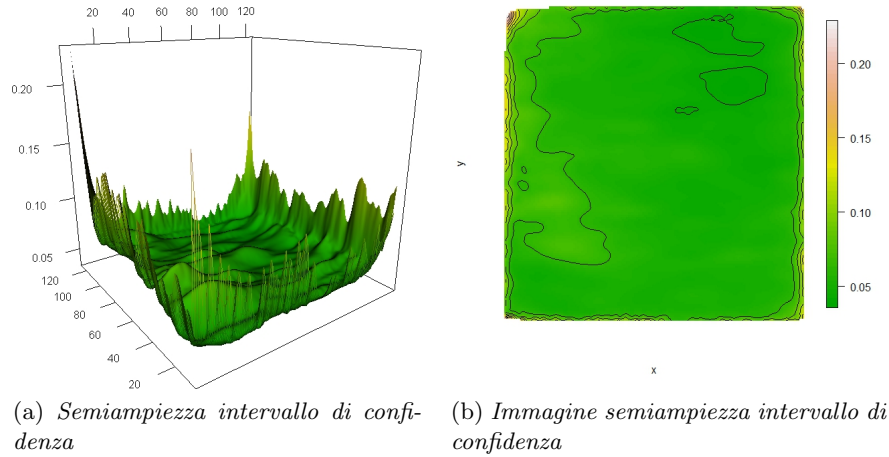 20 40 60 80 100 120
0.20
0.15
0.10
0.05
120
100
80
60
40
20
y
x
0.20
0.15
0.10
0.05
(a) Semiampiezza intervallo di confi-
denza
(b) Immagine semiampiezza intervallo di
confidenza